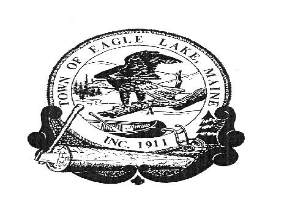 TOWN OF EAGLE LAKE, MAINE
INC. 1911